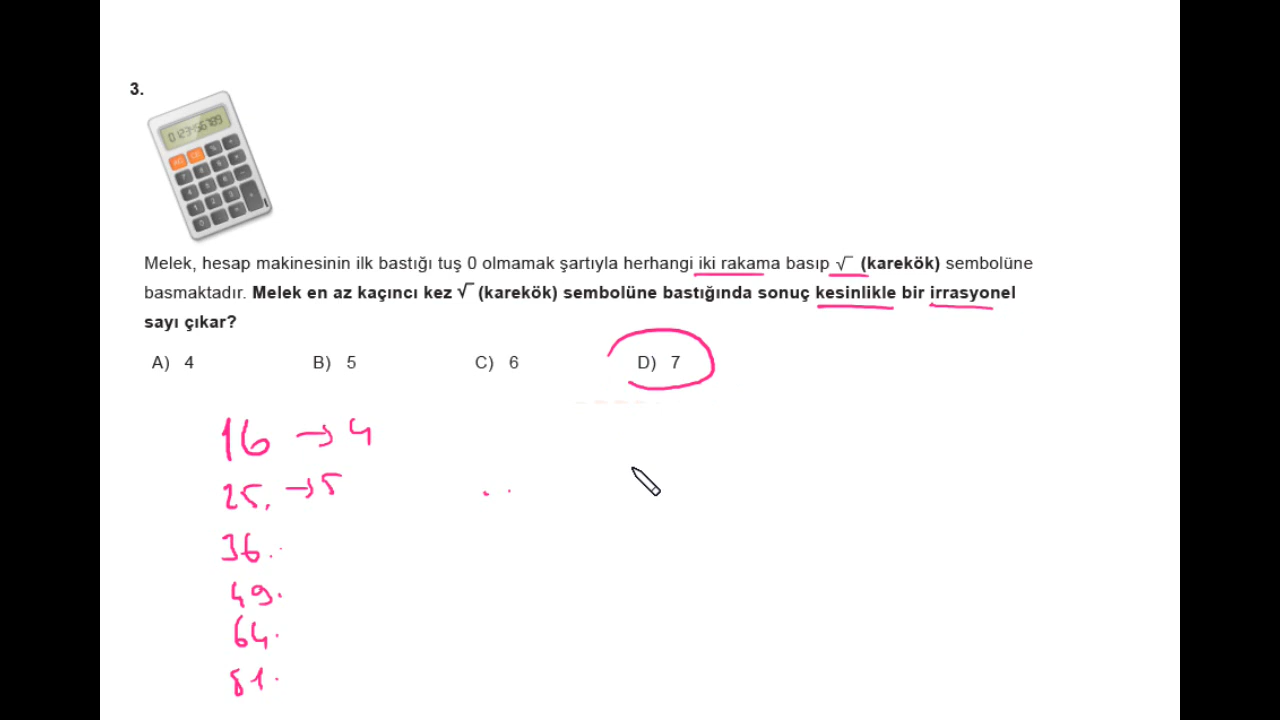 3.
0123456789
Melek, hesap makinesinin ilk bastığı tuş 0 olmamak şartıyla herhangi iki rakama basıp √ (karekök) sembolüne
basmaktadır. Melek en az kaçıncı kez √ (karekök) sembolüne bastığında sonuç kesinlikle bir irrasyonel
sayı çıkar?
A) 4 B) 5 C) 6 D) 7
16 → 4
25. → 5
36..
49.
64.
81.